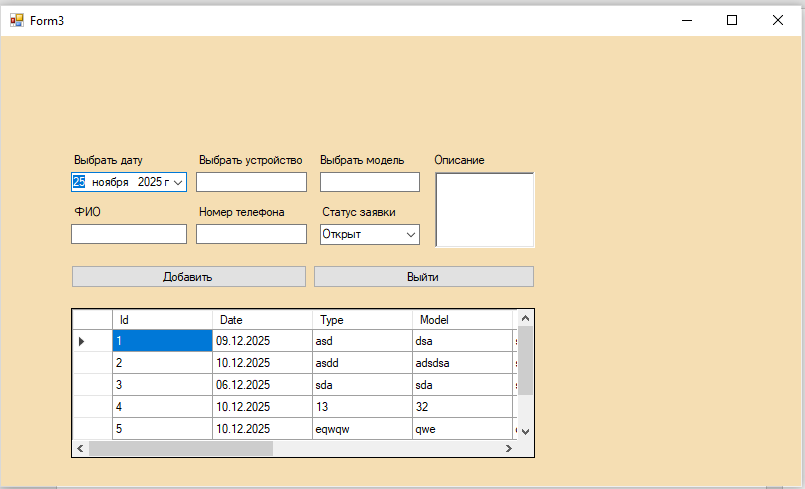 Form3
Выбрать дату Выбрать устройство Выбрать модель Описание
25 ноября 2025 г
ФИО Номер телефона Статус заявки
Открыт
Добавить Выйти
Id Date Type Model
1 09.12.2025 asd dsa
2 10.12.2025 asdd adsdsa
3 06.12.2025 sda sda
4 10.12.2025 13 32
5 10.12.2025 eqwqw qwe